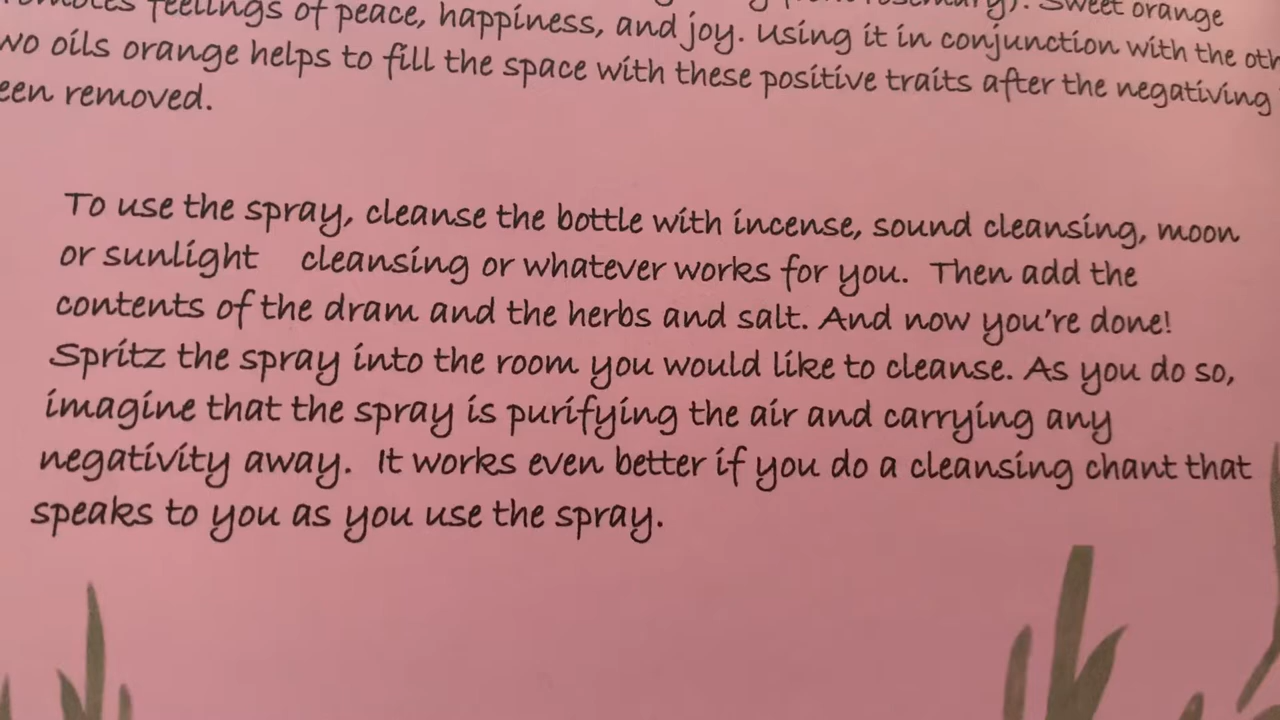 feelings of peace, happiness, and joy. Using it in conjunction with the
oils orange helps to fill the space with these positive traits after the negativing
removed.
To use the spray, cleanse the bottle with incense, sound cleansing, moon
or sunlight cleansing or whatever works for you. Then add the
contents of the dram and the herbs and salt. And now you're done!
Spritz the spray into the room you would like to cleanse. As you do so,
imagine that the spray is purifying the air and carrying any
negativity away. It works even better if you do a cleansing chant that
speaks to you as you use the spray.